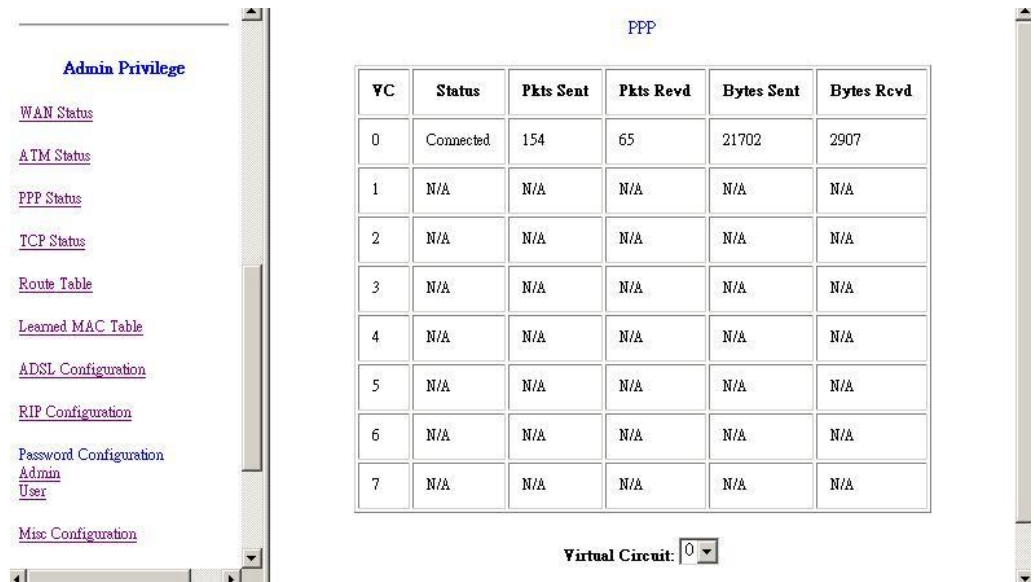 Admin Privilege
WAN Status
ATM Status
PPP Status
TCP Status
Route Table
Learned MAC Table
ADSL Configuration
RIP Configuration
Password Configuration
Admin
User
Misc Configuration
PPP
VC Status Pkts Sent Pkts Rcvd Bytes Sent Bytes Rcvd
0 Connected 154 65 21702 2907
1 N/A N/A N/A N/A N/A
2 N/A N/A N/A N/A N/A
3 N/A N/A N/A N/A N/A
4 N/A N/A N/A N/A N/A
5 N/A N/A N/A N/A N/A
6 N/A N/A N/A N/A N/A
7 N/A N/A N/A N/A N/A
Virtual Circuit: 0